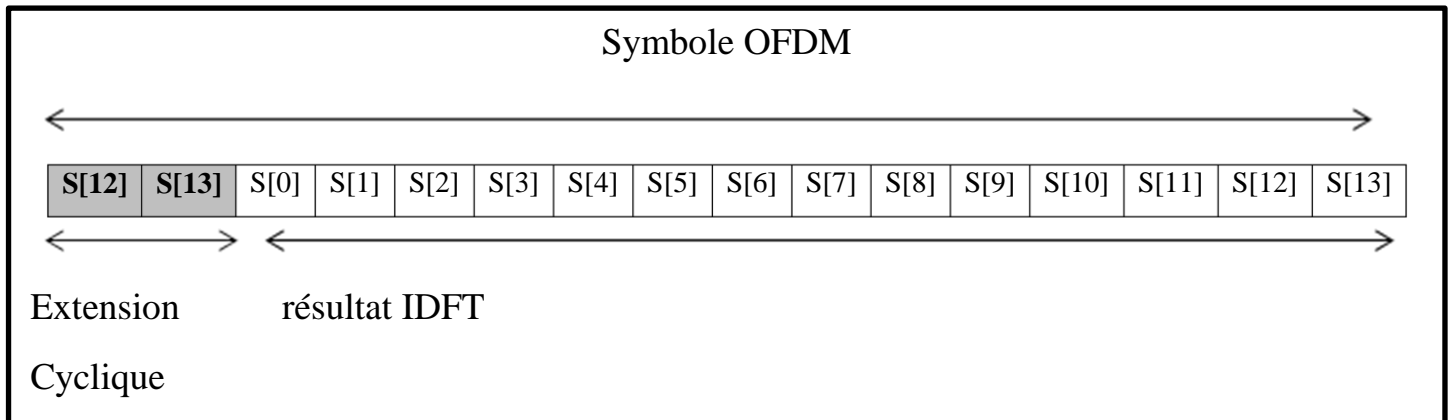 Symbole OFDM
S[12] S[13] S[0] S[1] S[2] S[3] S[4] S[5] S[6] S[7] S[8] S[9] S[10] S[11] S[12] S[13]
Extension résultat IDFT
Cyclique